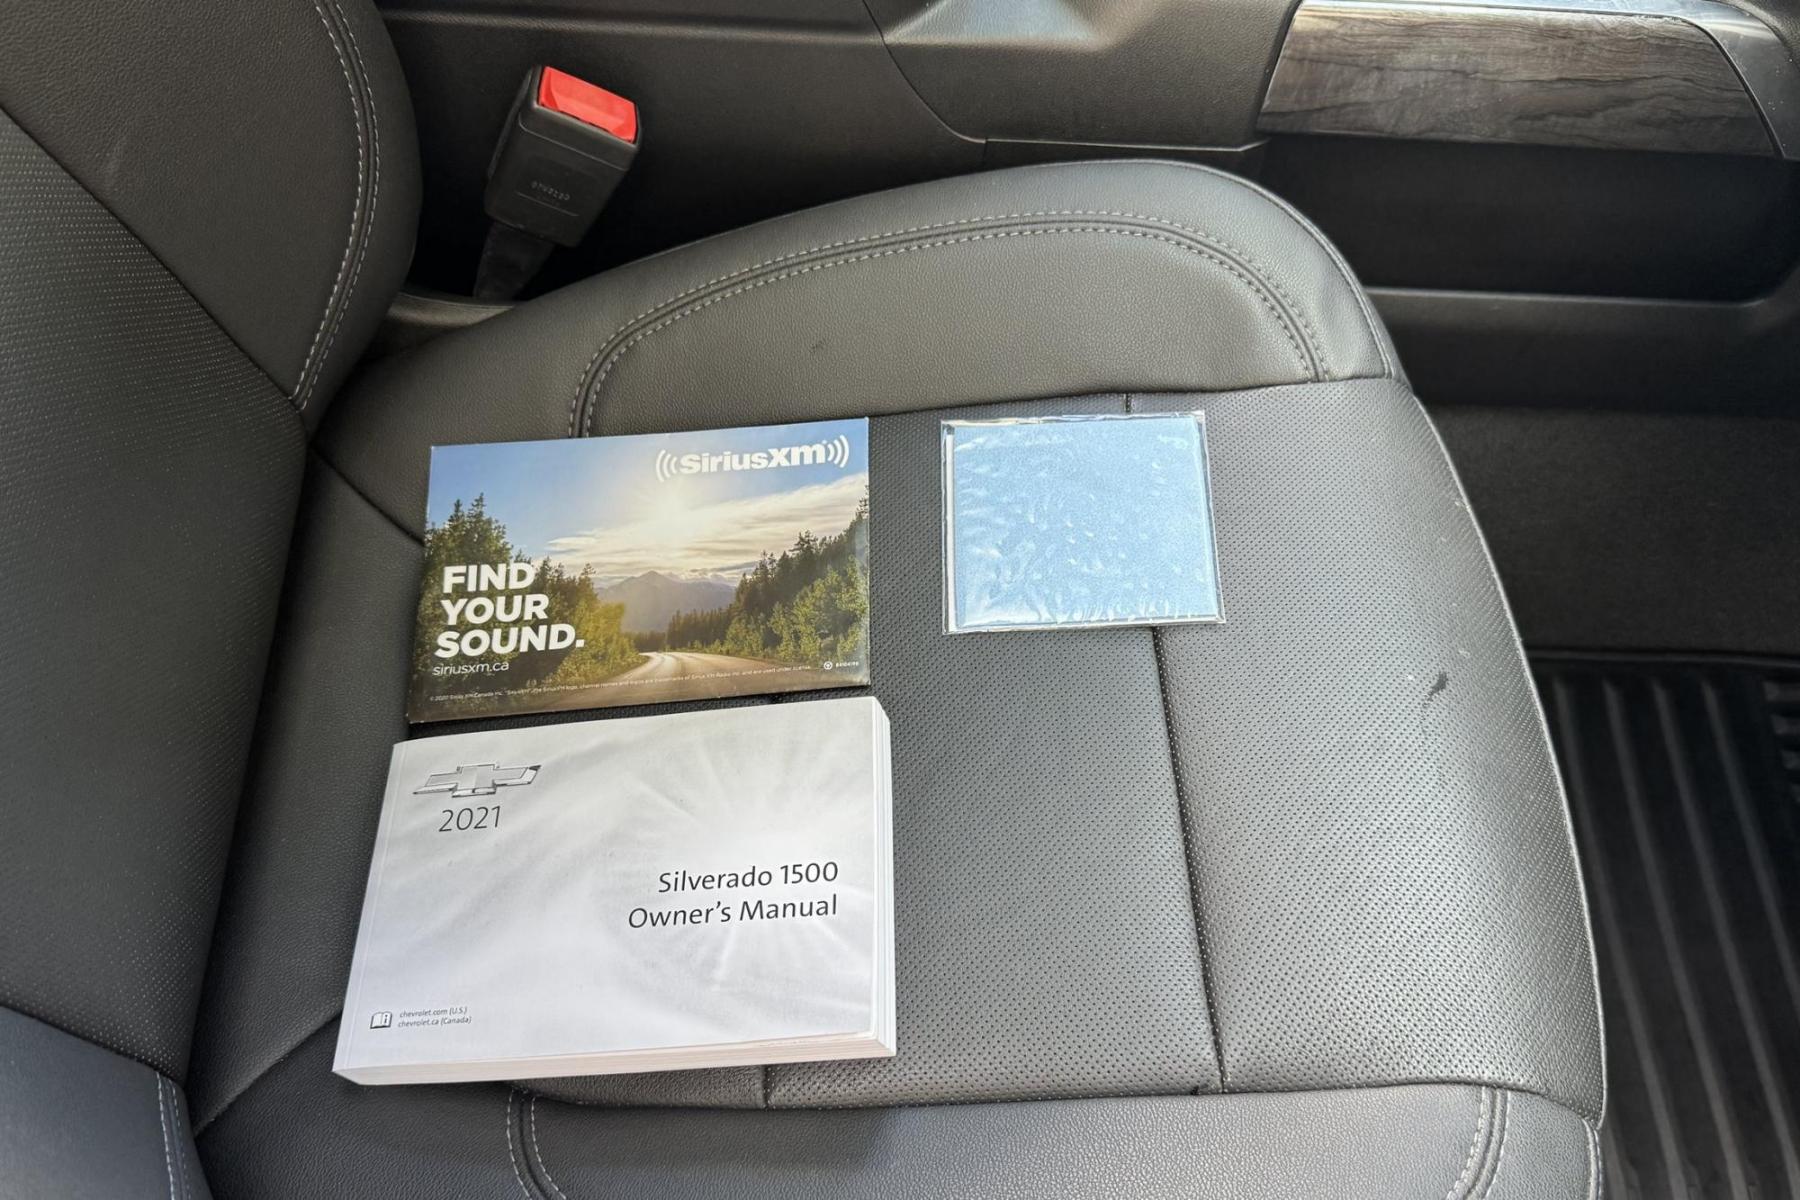 SiriusXM
FIND
YOUR
SOUND.
siriusxm.ca
2021
Silverado 1500
Owner's Manual
chevrolet.com (U.S.)
chevrolet.ca (Canada)